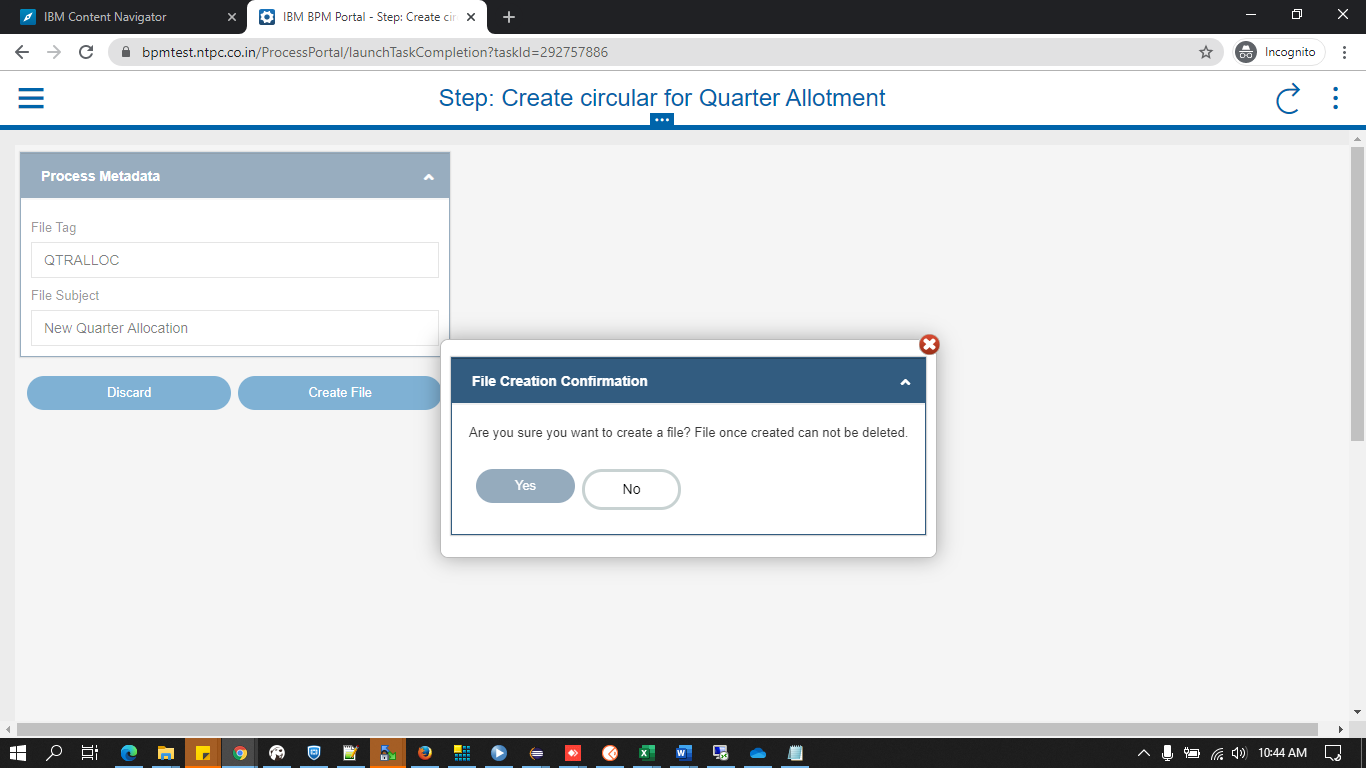 IBM Content Navigator
IBM BPM Portal - Step: Create cir
bpmtest.ntpc.co.in/ProcessPortal/launchTaskCompletion?taskId=292757886
Incognito
Step: Create circular for Quarter Allotment
Process Metadata
File Tag
QTRALLOC
File Subject
New Quarter Allocation
Discard
Create File
File Creation Confirmation
Are you sure you want to create a file? File once created can not be deleted.
Yes
No
10:44 AM